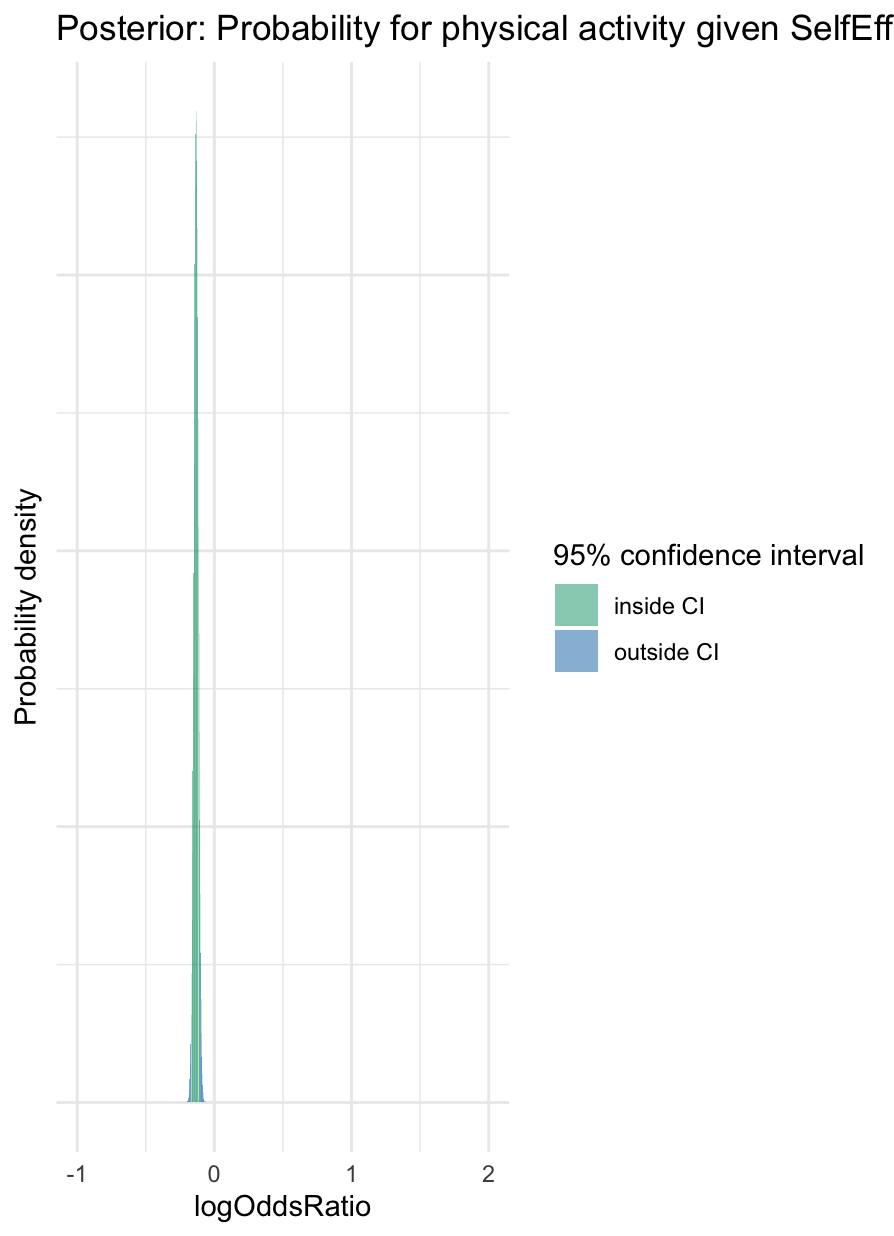 Posterior: Probability for physical activity given SelfEff
Probability density
95% confidence interval
inside CI
outside CI
-1 0 1 2
logOddsRatio